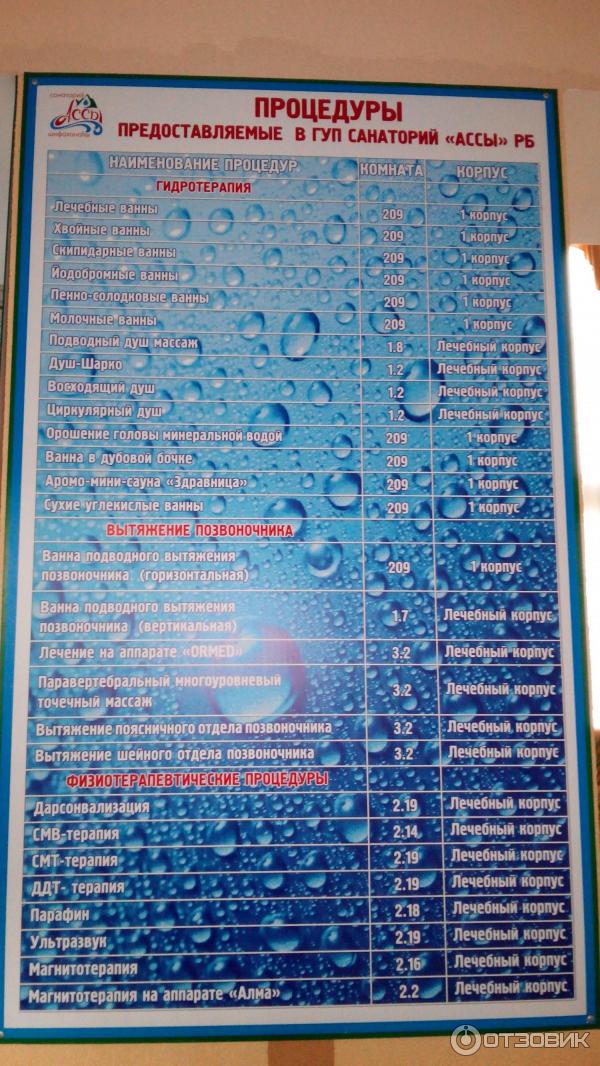 санаторий
АССЫ
шифаханаһы
ПРОЦЕДУРЫ
ПРЕДОСТАВЛЯЕМЫЕ В ГУП САНАТОРИЙ «АССЫ» РБ
НАИМЕНОВАНИЕ ПРОЦЕДУР КОМНАТА КОРПУС
ГИДРОТЕРАПИЯ
Лечебные ванны 209 1 корпус
Хвойные ванны 209 1 корпус
Скипидарные ванны 209 1 корпус
Йодобромные ванны 209 1 корпус
Пенно-солодковые ванны 209 1 корпус
Молочные ванны 209 1 корпус
Подводный душ массаж 1.8 Лечебный корпус
Душ-Шарко 1.2 Лечебный корпус
Восходящий душ 1.2 Лечебный корпус
Циркулярный душ 1.2 Лечебный корпус
Орошение головы минеральной водой 209 1 корпус
Ванна в дубовой бочке 209 1 корпус
Аромо-мини-сауна «Здравница» 209 1 корпус
Сухие углекислые ванны 209 1 корпус
ВЫТЯЖЕНИЕ ПОЗВОНОЧНИКА
Ванна подводного вытяжения
позвоночника (горизонтальная) 209 1 корпус
Ванна подводного вытяжения
позвоночника (вертикальная) 1.7 Лечебный корпус
Лечение на аппарате «ORMED» 3.2 Лечебный корпус
Паравертебральный многоуровневый
точечный массаж 3.2 Лечебный корпус
Вытяжение поясничного отдела позвоночника 3.2 Лечебный корпус
Вытяжение шейного отдела позвоночника 3.2 Лечебный корпус
ФИЗИОТЕРАПЕВТИЧЕСКИЕ ПРОЦЕДУРЫ
Дарсонвализация 2.19 Лечебный корпус
СМВ-терапия 2.14 Лечебный корпус
СМТ-терапия 2.19 Лечебный корпус
ДДТ- терапия 2.19 Лечебный корпус
Парафин 2.18 Лечебный корпус
Ультразвук 2.19 Лечебный корпус
Магнитотерапия 2.16 Лечебный корпус
Магнитотерапия на аппарате «Алма» 2.2 Лечебный корпус
ОТЗОВИК